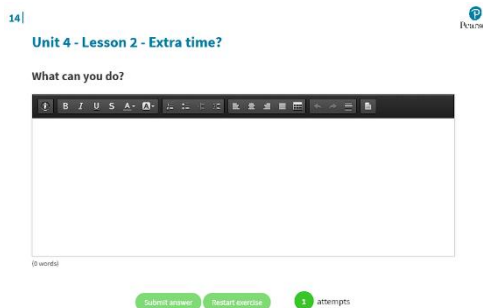 14
Pearson
Unit 4 - Lesson 2 - Extra time?
What can you do?
B I U S A A
(0 words)
Submit answer Restart exercise 1 attempts